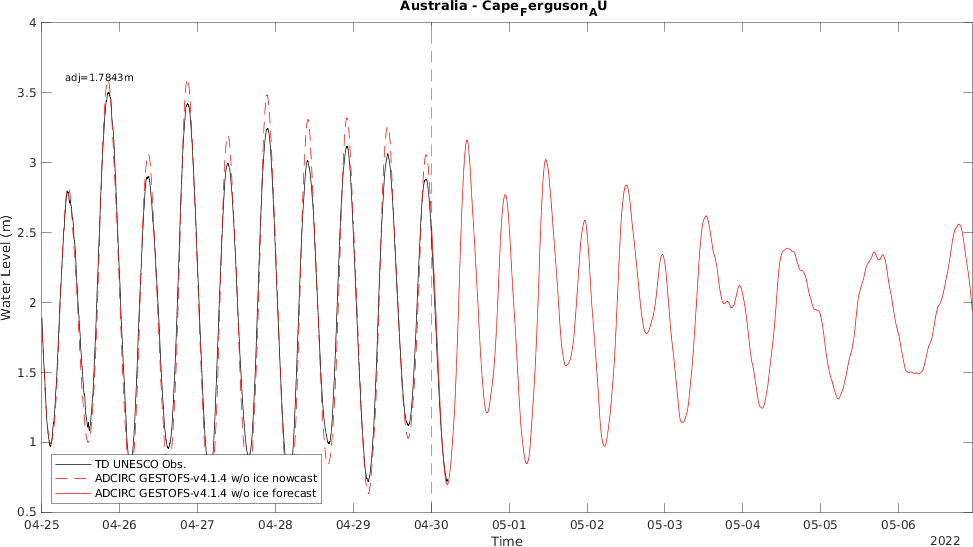 Australia - Cape_Ferguson_AU
4
adj=1.7843m
3.5
3
2.5
Water Level (m)
2
1.5
1
0.5
TD UNESCO Obs.
ADCIRC GESTOFS-v4.1.4 w/o ice nowcast
ADCIRC GESTOFS-v4.1.4 w/o ice forecast
04-25 04-26 04-27 04-28 04-29 04-30 05-01 05-02 05-03 05-04 05-05 05-06
Time
2022